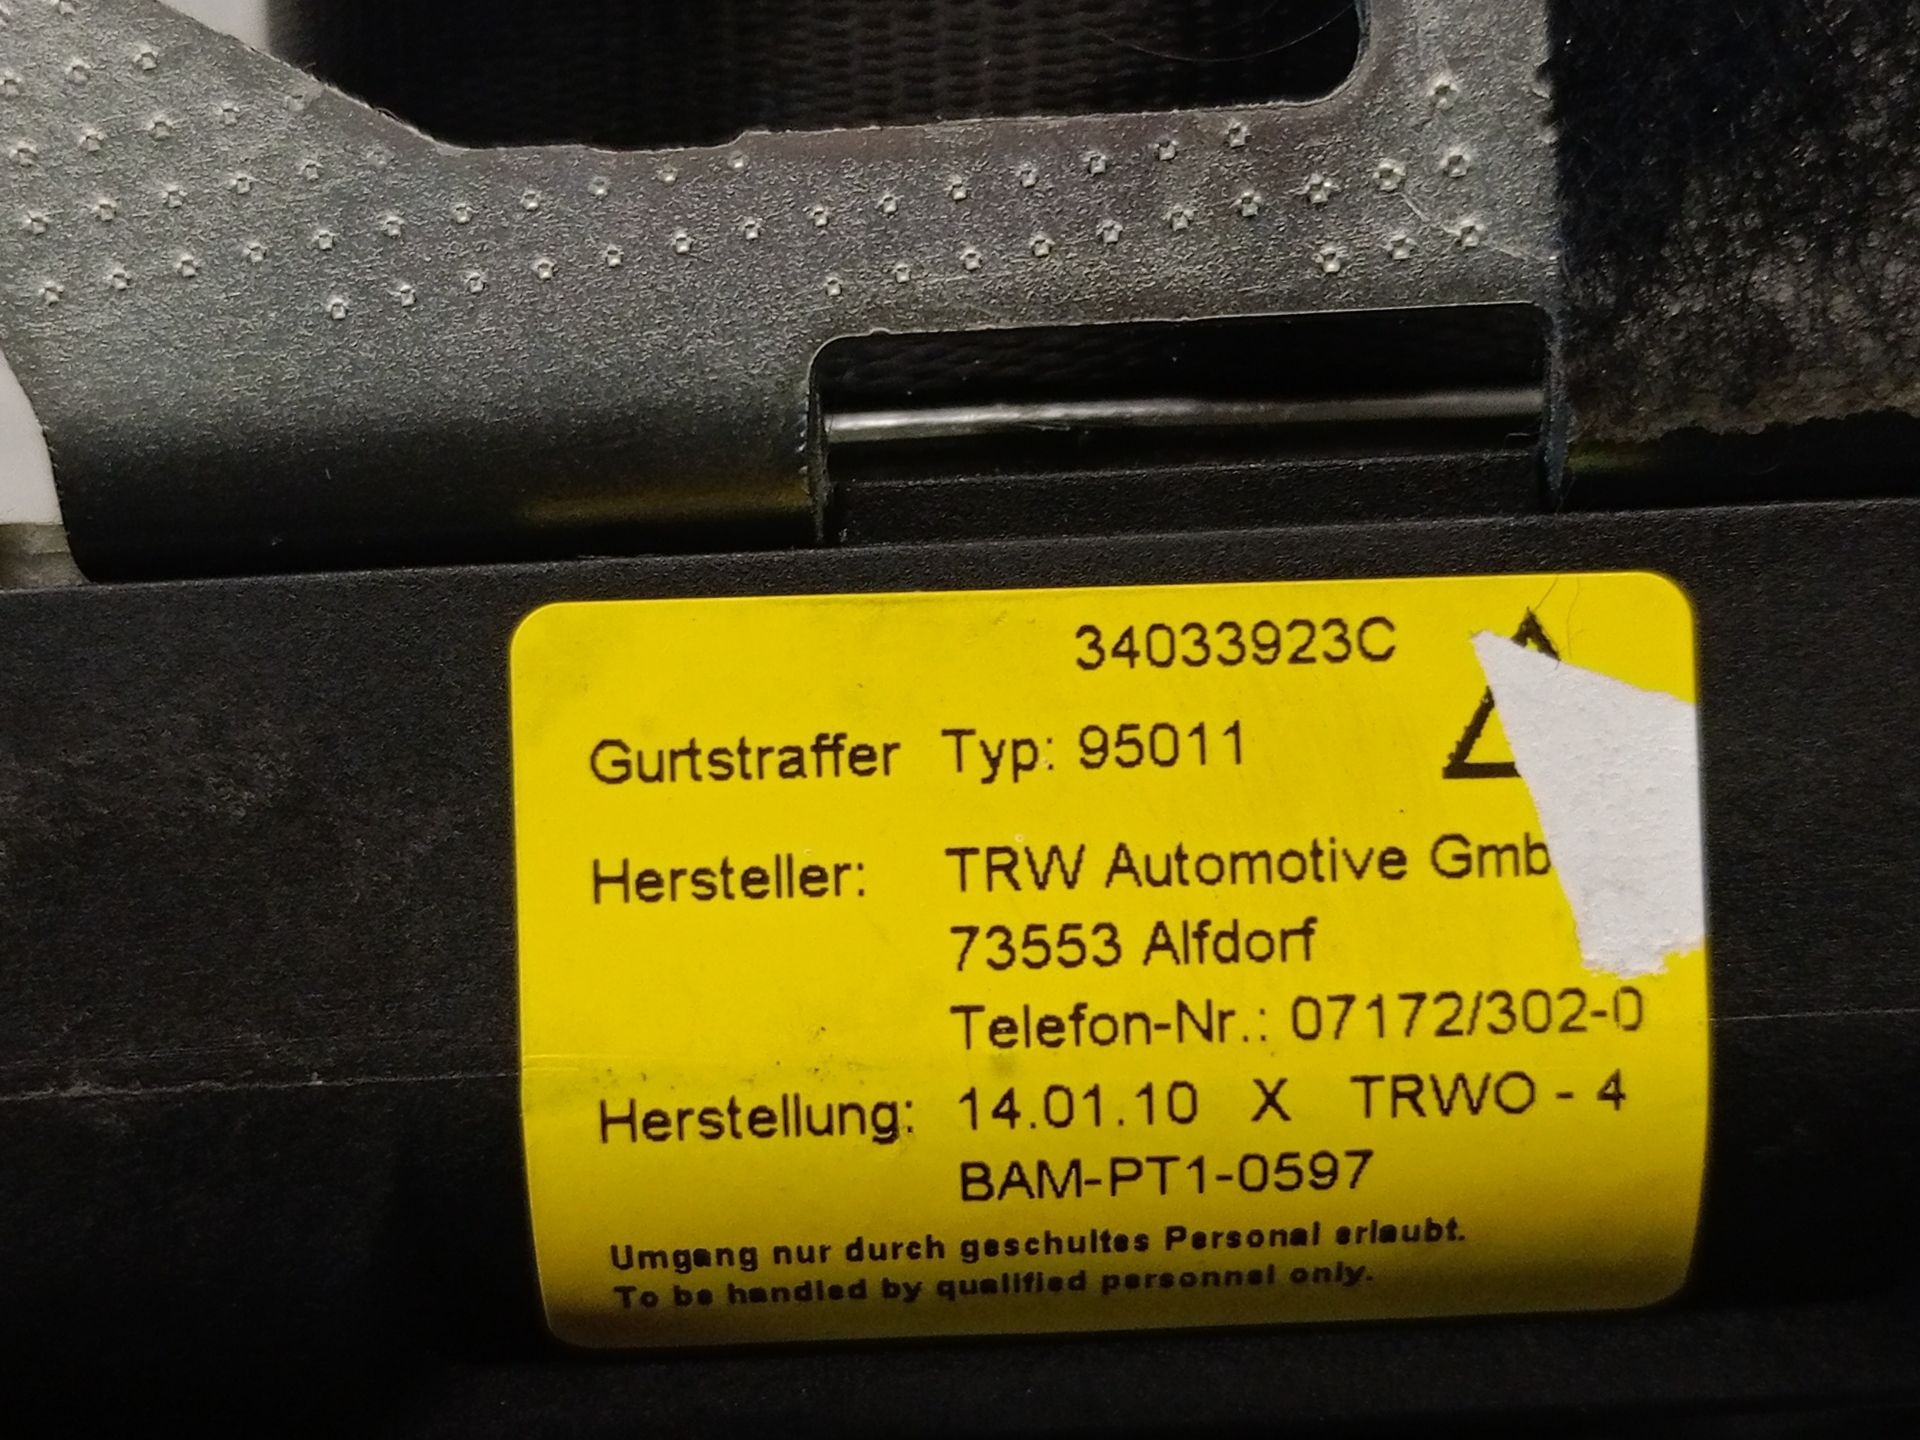 34033923C
Gurtstraffer Typ: 95011
Hersteller: TRW Automotive Gmb
73553 Alfdorf
Telefon-Nr.: 07172/302-0
Herstellung: 14.01.10 X TRWO - 4
BAM-PT1-0597
Umgang nur durch geschultes Personal erlaubt.
To be handled by qualified personnel only.